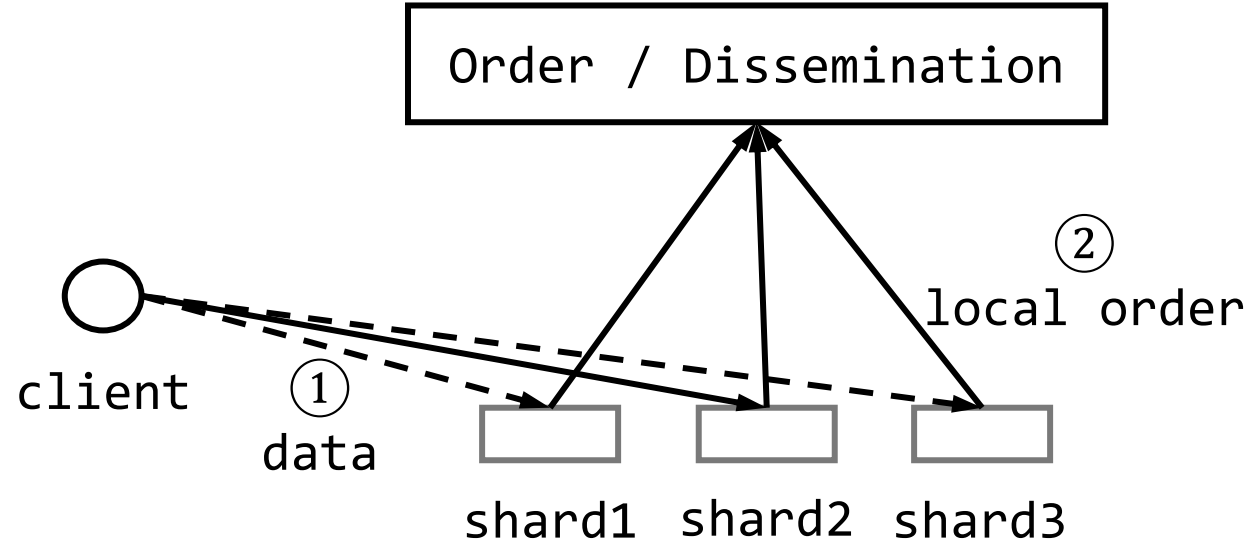 Order / Dissemination
②
local order
client
①
data
shard1
shard2
shard3